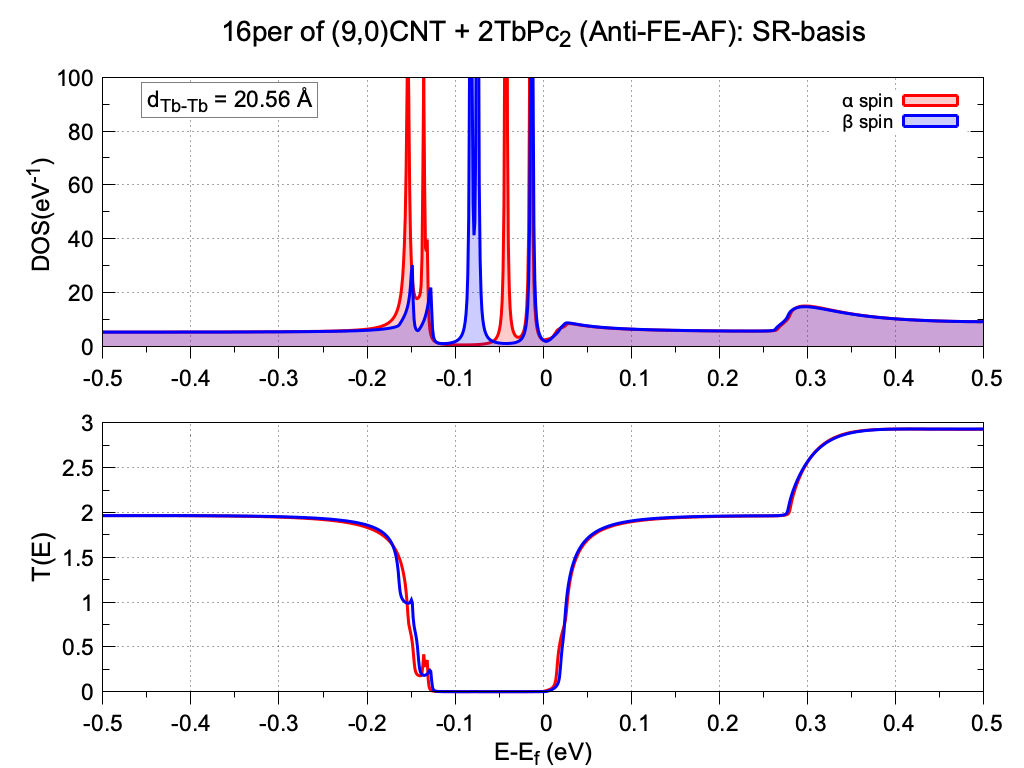 16per of (9,0)CNT + 2TbPc2 (Anti-FE-AF): SR-basis
dTb-Tb = 20.56 Å
α spin
β spin
DOS(eV-1)
100
80
60
40
20
0
-0.5 -0.4 -0.3 -0.2 -0.1 0 0.1 0.2 0.3 0.4 0.5
T(E)
3
2.5
2
1.5
1
0.5
0
-0.5 -0.4 -0.3 -0.2 -0.1 0 0.1 0.2 0.3 0.4 0.5
E-Ef (eV)